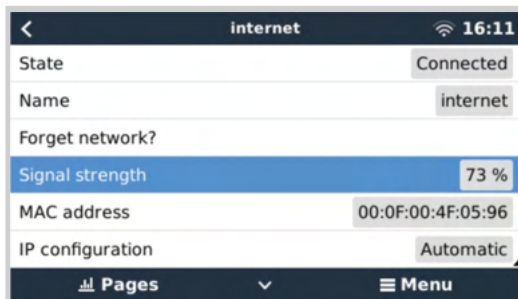 internet 16:11
State Connected
Name internet
Forget network?
Signal strength 73 %
MAC address 00:0F:00:4F:05:96
IP configuration Automatic
Pages Menu